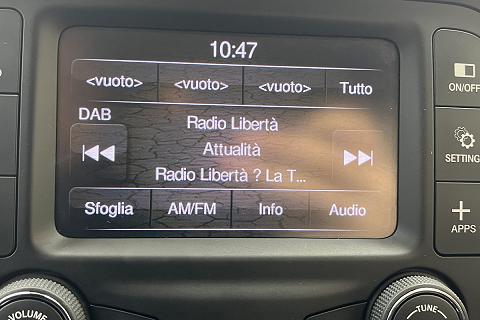 10:47
<vuoto> <vuoto> <vuoto> Tutto
DAB
Radio Libertà
Attualità
Radio Libertà ? La T...
Sfoglia AM/FM Info Audio
ON/OFF
SETTING
APPS
VOLUME
TUNE